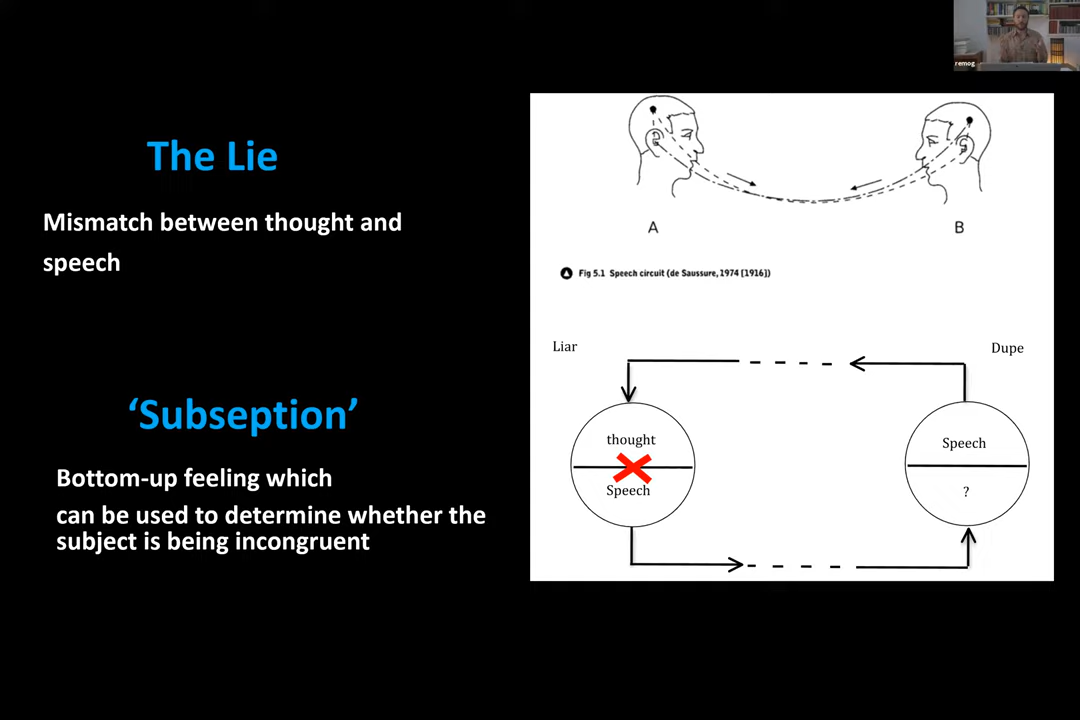 remog
The Lie
Mismatch between thought and
speech
‘Subseption’
Bottom-up feeling which
can be used to determine whether the
subject is being incongruent
A
B
Fig 5.1 Speech circuit (de Saussure, 1974 [1916])
Liar
Dupe
thought
Speech
Speech
?